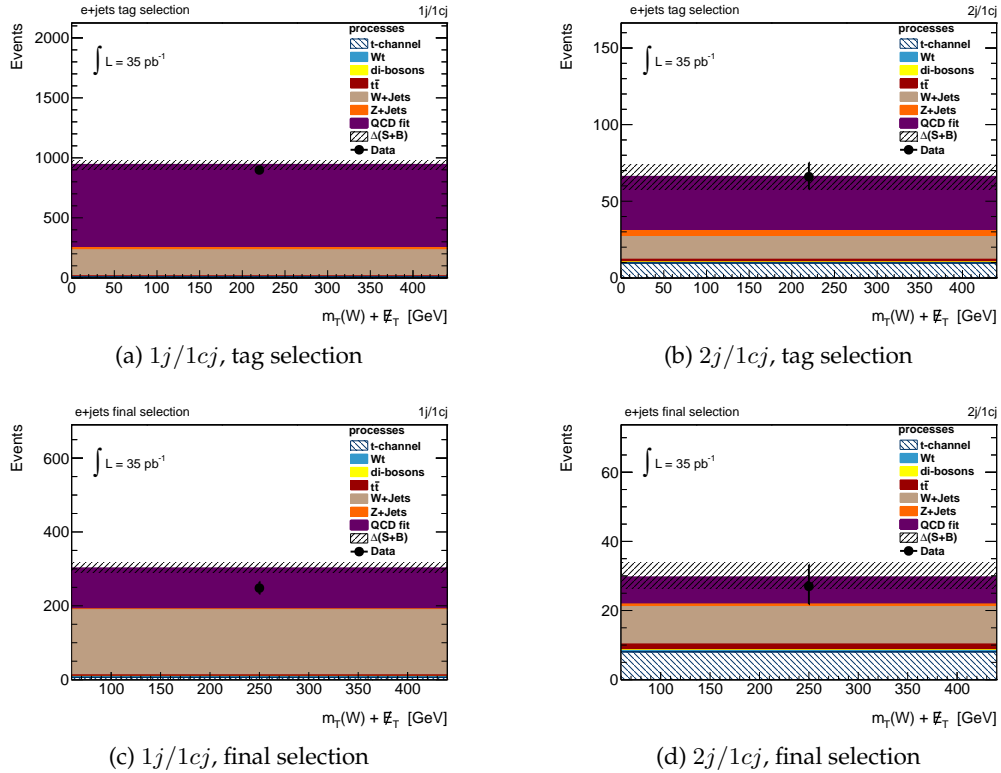 e+jets tag selection 1j/1cj
Events
2000
1500
1000
500
0
∫ L = 35 pb⁻¹
processes
t-channel
Wt
di-bosons
tt̄
W+Jets
Z+Jets
QCD fit
Δ(S+B)
Data
0 50 100 150 200 250 300 350 400
m_T(W) + E̸_T [GeV]
(a) 1j/1cj, tag selection
e+jets tag selection 2j/1cj
Events
150
100
50
0
∫ L = 35 pb⁻¹
processes
t-channel
Wt
di-bosons
tt̄
W+Jets
Z+Jets
QCD fit
Δ(S+B)
Data
0 50 100 150 200 250 300 350 400
m_T(W) + E̸_T [GeV]
(b) 2j/1cj, tag selection
e+jets final selection 1j/1cj
Events
600
400
200
0
∫ L = 35 pb⁻¹
processes
t-channel
Wt
di-bosons
tt̄
W+Jets
Z+Jets
QCD fit
Δ(S+B)
Data
100 150 200 250 300 350 400
m_T(W) + E̸_T [GeV]
(c) 1j/1cj, final selection
e+jets final selection 2j/1cj
Events
60
40
20
0
∫ L = 35 pb⁻¹
processes
t-channel
Wt
di-bosons
tt̄
W+Jets
Z+Jets
QCD fit
Δ(S+B)
Data
100 150 200 250 300 350 400
m_T(W) + E̸_T [GeV]
(d) 2j/1cj, final selection